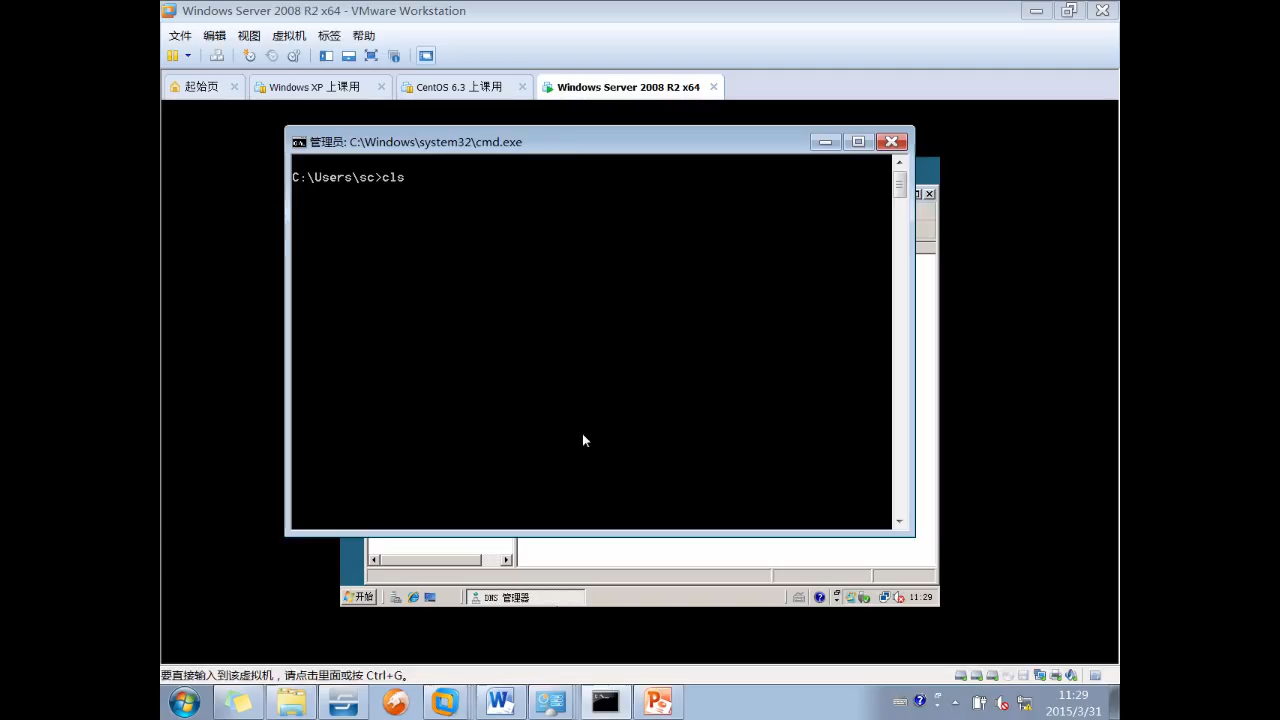 Windows Server 2008 R2 x64 - VMware Workstation
文件 编辑 视图 虚拟机 标签 帮助
起始页 Windows XP 上课用 CentOS 6.3 上课用 Windows Server 2008 R2 x64
管理员: C:\Windows\system32\cmd.exe
C:\Users\sc>cls
开始 DNS 管理器 11:29
要直接输入到该虚拟机，请点击里面或按 Ctrl+G。
11:29
2015/3/31